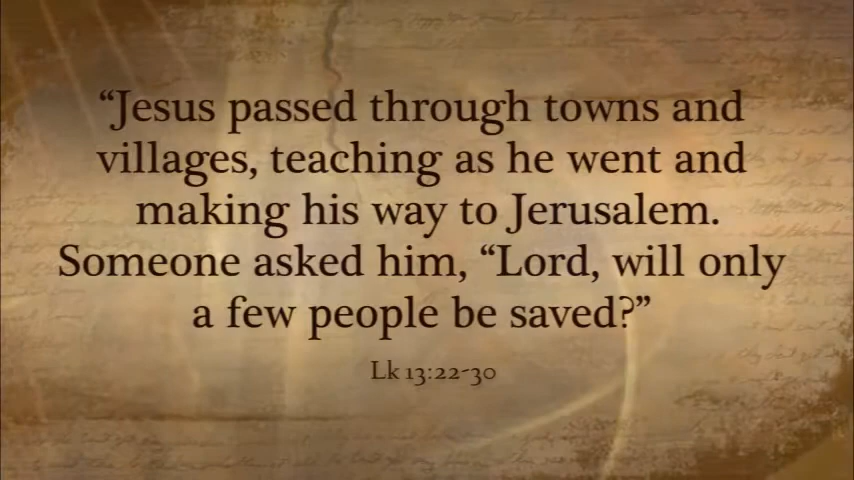 “Jesus passed through towns and
villages, teaching as he went and
making his way to Jerusalem.
Someone asked him, “Lord, will only
a few people be saved?”
Lk 13:22-30